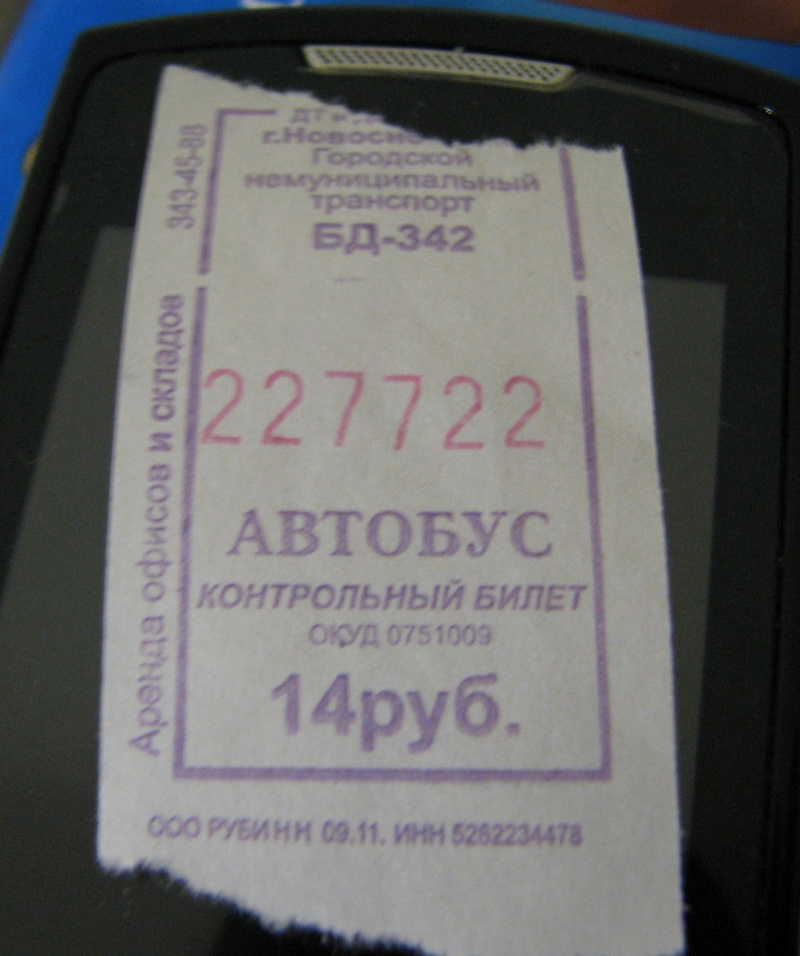 г.Новоси
Городской
немуниципальный
транспорт
БД-342
227722
АВТОБУС
КОНТРОЛЬНЫЙ БИЛЕТ
ОКУД 0751009
14руб.
ООО РУБИН НН 09.11. ИНН 5262234478
Аренда офисов и складов 343-45-88